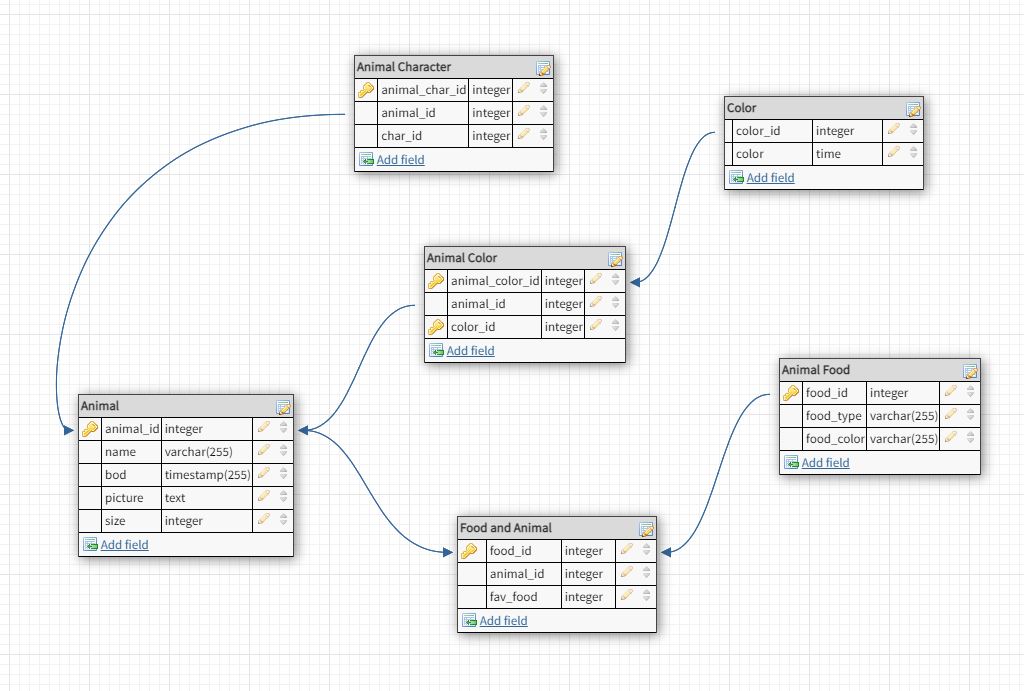 Animal Character
animal_char_id integer
animal_id integer
char_id integer
Add field
Color
color_id integer
color time
Add field
Animal Color
animal_color_id integer
animal_id integer
color_id integer
Add field
Animal Food
food_id integer
food_type varchar(255)
food_color varchar(255)
Add field
Animal
animal_id integer
name varchar(255)
bod timestamp(255)
picture text
size integer
Add field
Food and Animal
food_id integer
animal_id integer
fav_food integer
Add field